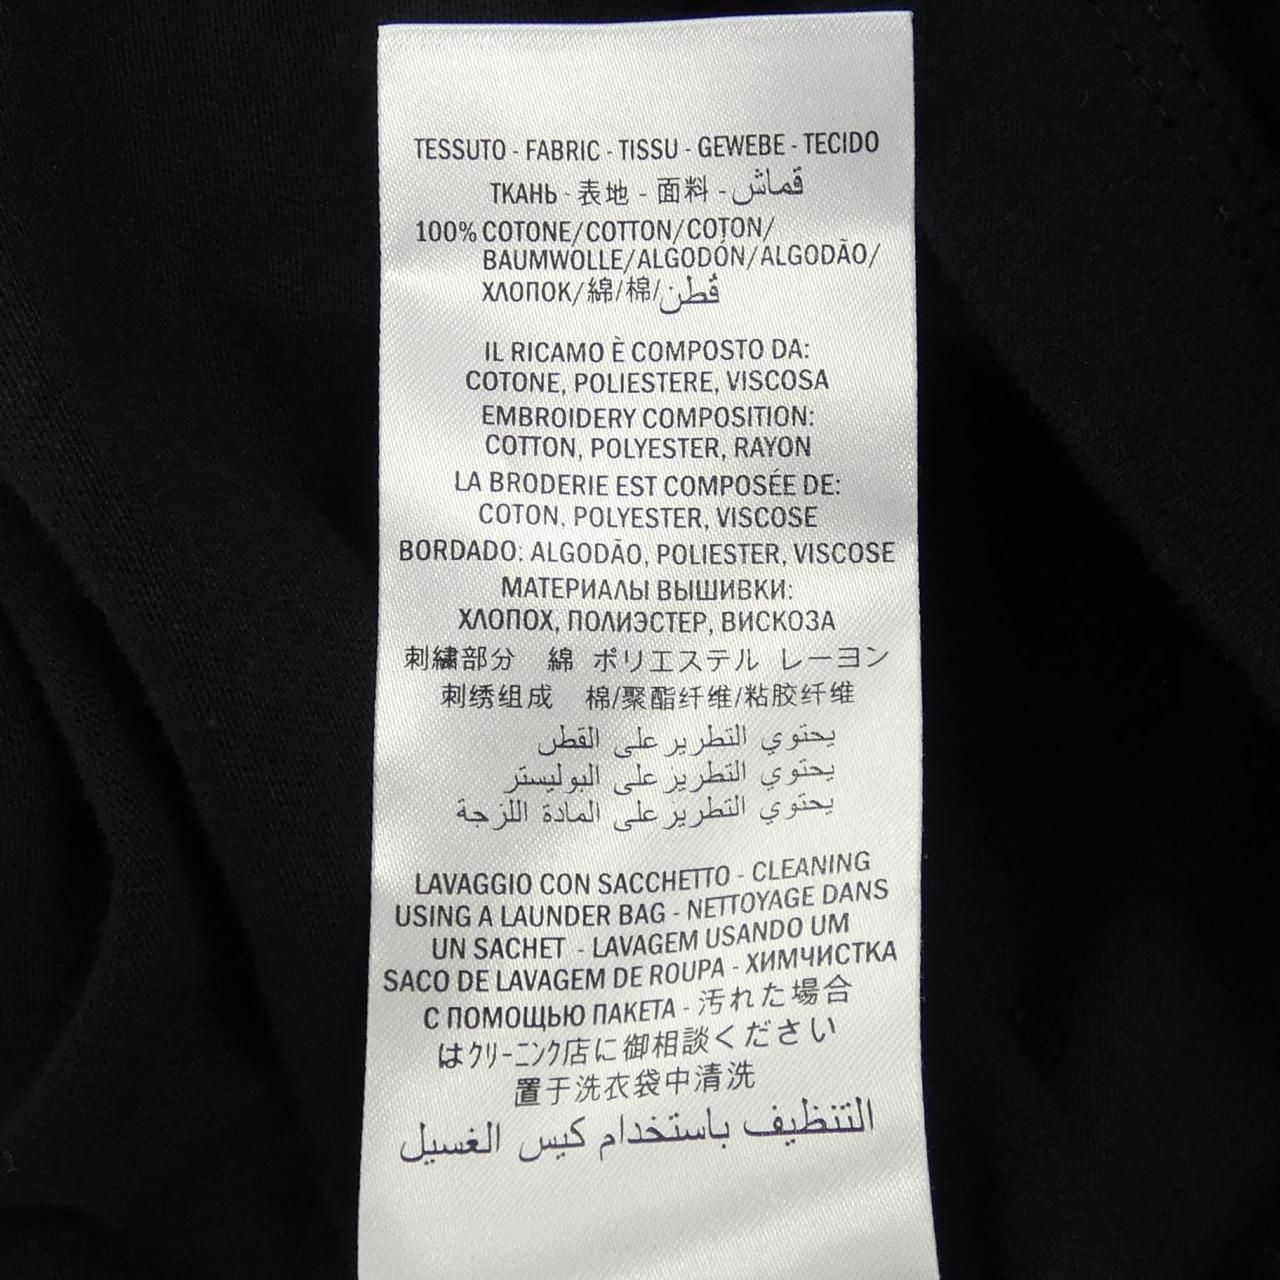 TESSUTO - FABRIC - TISSU - GEWEBE - TECIDO
ТКАНЬ - 表地 - 面料 - قماش
100% COTONE/COTTON/COTON/
BAUMWOLLE/ALGODÓN/ALGODÃO/
ХЛОПОК/綿/棉/قطن
IL RICAMO È COMPOSTO DA:
COTONE, POLIESTERE, VISCOSA
EMBROIDERY COMPOSITION:
COTTON, POLYESTER, RAYON
LA BRODERIE EST COMPOSÉE DE:
COTON, POLYESTER, VISCOSE
BORDADO: ALGODÃO, POLIESTER, VISCOSE
МАТЕРИАЛЫ ВЫШИВКИ:
ХЛОПОХ, ПОЛИЭСТЕР, ВИСКОЗА
刺繍部分 綿 ポリエステル レーヨン
刺绣组成 棉/聚酯纤维/粘胶纤维
يحتوي التطريز على القطن
يحتوي التطريز على البوليستر
يحتوي التطريز على المادة اللزجة
LAVAGGIO CON SACCHETTO - CLEANING
USING A LAUNDER BAG - NETTOYAGE DANS
UN SACHET - LAVAGEM USANDO UM
SACO DE LAVAGEM DE ROUPA - ХИМЧИСТКА
С ПОМОЩЬЮ ПАКЕТА - 汚れた場合
はクリーニング店に御相談ください
置于洗衣袋中清洗
التنظيف باستخدام كيس الغسيل